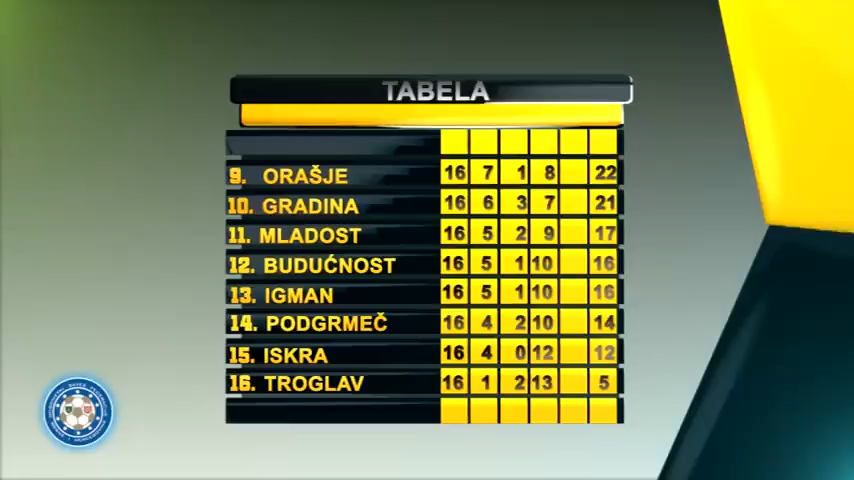 TABELA
9. ORAŠJE 16 7 1 8 22
10. GRADINA 16 6 3 7 21
11. MLADOST 16 5 2 9 17
12. BUDUĆNOST 16 5 1 10 16
13. IGMAN 16 5 1 10 16
14. PODGRMEČ 16 4 2 10 14
15. ISKRA 16 4 0 12 12
16. TROGLAV 16 1 2 13 5